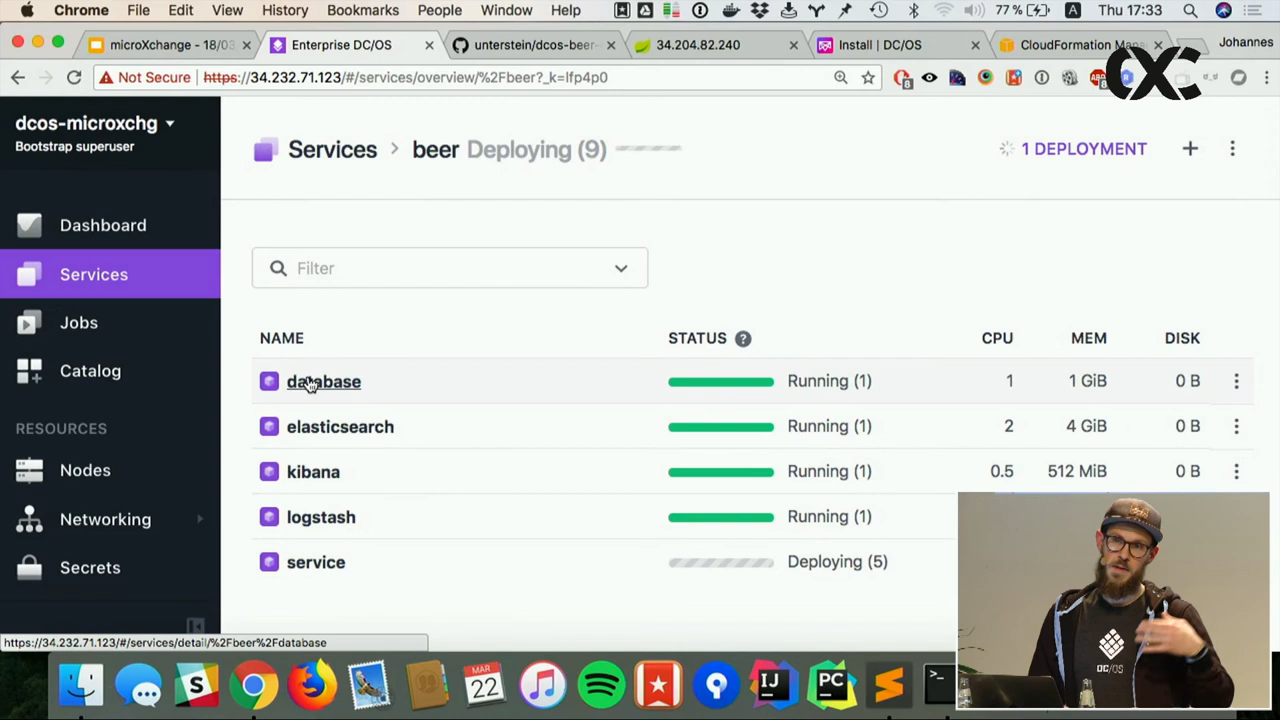 Chrome File Edit View History Bookmarks People Window Help 77 % A Thu 17:33
microXchange - 18/03 Enterprise DC/OS unterstein/dcos-beer- 34.204.82.240 Install | DC/OS CloudFormation Man Johannes
Not Secure https://34.232.71.123/#/services/overview/%2Fbeer?_k=lfp4p0
dcos-microxchg
Bootstrap superuser
Services > beer Deploying (9)
1 DEPLOYMENT
Dashboard
Services
Jobs
Catalog
RESOURCES
Nodes
Networking
Secrets
Filter
NAME STATUS ? CPU MEM DISK
database Running (1) 1 1 GiB 0 B
elasticsearch Running (1) 2 4 GiB 0 B
kibana Running (1) 0.5 512 MiB 0 B
logstash Running (1)
service Deploying (5)
https://34.232.71.123/#/services/detail/%2Fbeer%2Fdatabase
MAR
22
IJ
PC
DC/OS